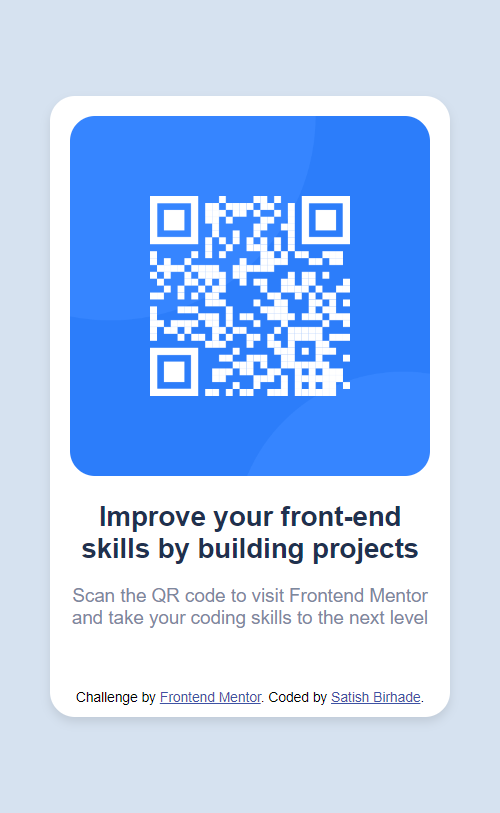 Improve your front-end
skills by building projects
Scan the QR code to visit Frontend Mentor
and take your coding skills to the next level
Challenge by Frontend Mentor. Coded by Satish Birhade.